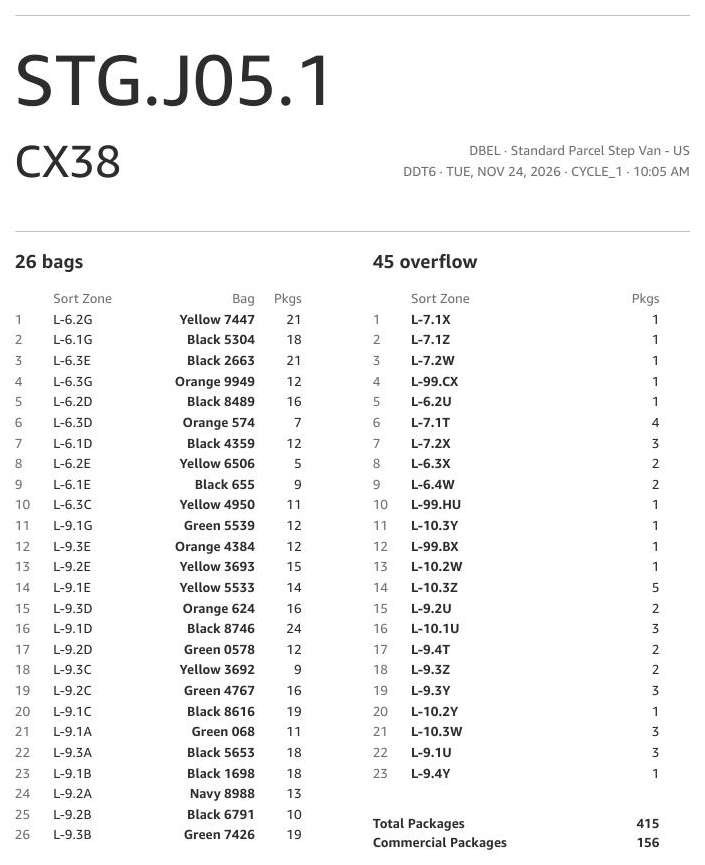 STG.J05.1
CX38
DBEL · Standard Parcel Step Van - US
DDT6 · TUE, NOV 24, 2026 · CYCLE_1 · 10:05 AM
26 bags
Sort Zone Bag Pkgs
1 L-6.2G Yellow 7447 21
2 L-6.1G Black 5304 18
3 L-6.3E Black 2663 21
4 L-6.3G Orange 9949 12
5 L-6.2D Black 8489 16
6 L-6.3D Orange 574 7
7 L-6.1D Black 4359 12
8 L-6.2E Yellow 6506 5
9 L-6.1E Black 655 9
10 L-6.3C Yellow 4950 11
11 L-9.1G Green 5539 12
12 L-9.3E Orange 4384 12
13 L-9.2E Yellow 3693 15
14 L-9.1E Yellow 5533 14
15 L-9.3D Orange 624 16
16 L-9.1D Black 8746 24
17 L-9.2D Green 0578 12
18 L-9.3C Yellow 3692 9
19 L-9.2C Green 4767 16
20 L-9.1C Black 8616 19
21 L-9.1A Green 068 11
22 L-9.3A Black 5653 18
23 L-9.1B Black 1698 18
24 L-9.2A Navy 8988 13
25 L-9.2B Black 6791 10
26 L-9.3B Green 7426 19
45 overflow
Sort Zone Pkgs
1 L-7.1X 1
2 L-7.1Z 1
3 L-7.2W 1
4 L-99.CX 1
5 L-6.2U 1
6 L-7.1T 4
7 L-7.2X 3
8 L-6.3X 2
9 L-6.4W 2
10 L-99.HU 1
11 L-10.3Y 1
12 L-99.BX 1
13 L-10.2W 1
14 L-10.3Z 5
15 L-9.2U 2
16 L-10.1U 3
17 L-9.4T 2
18 L-9.3Z 2
19 L-9.3Y 3
20 L-10.2Y 1
21 L-10.3W 3
22 L-9.1U 3
23 L-9.4Y 1
Total Packages 415
Commercial Packages 156